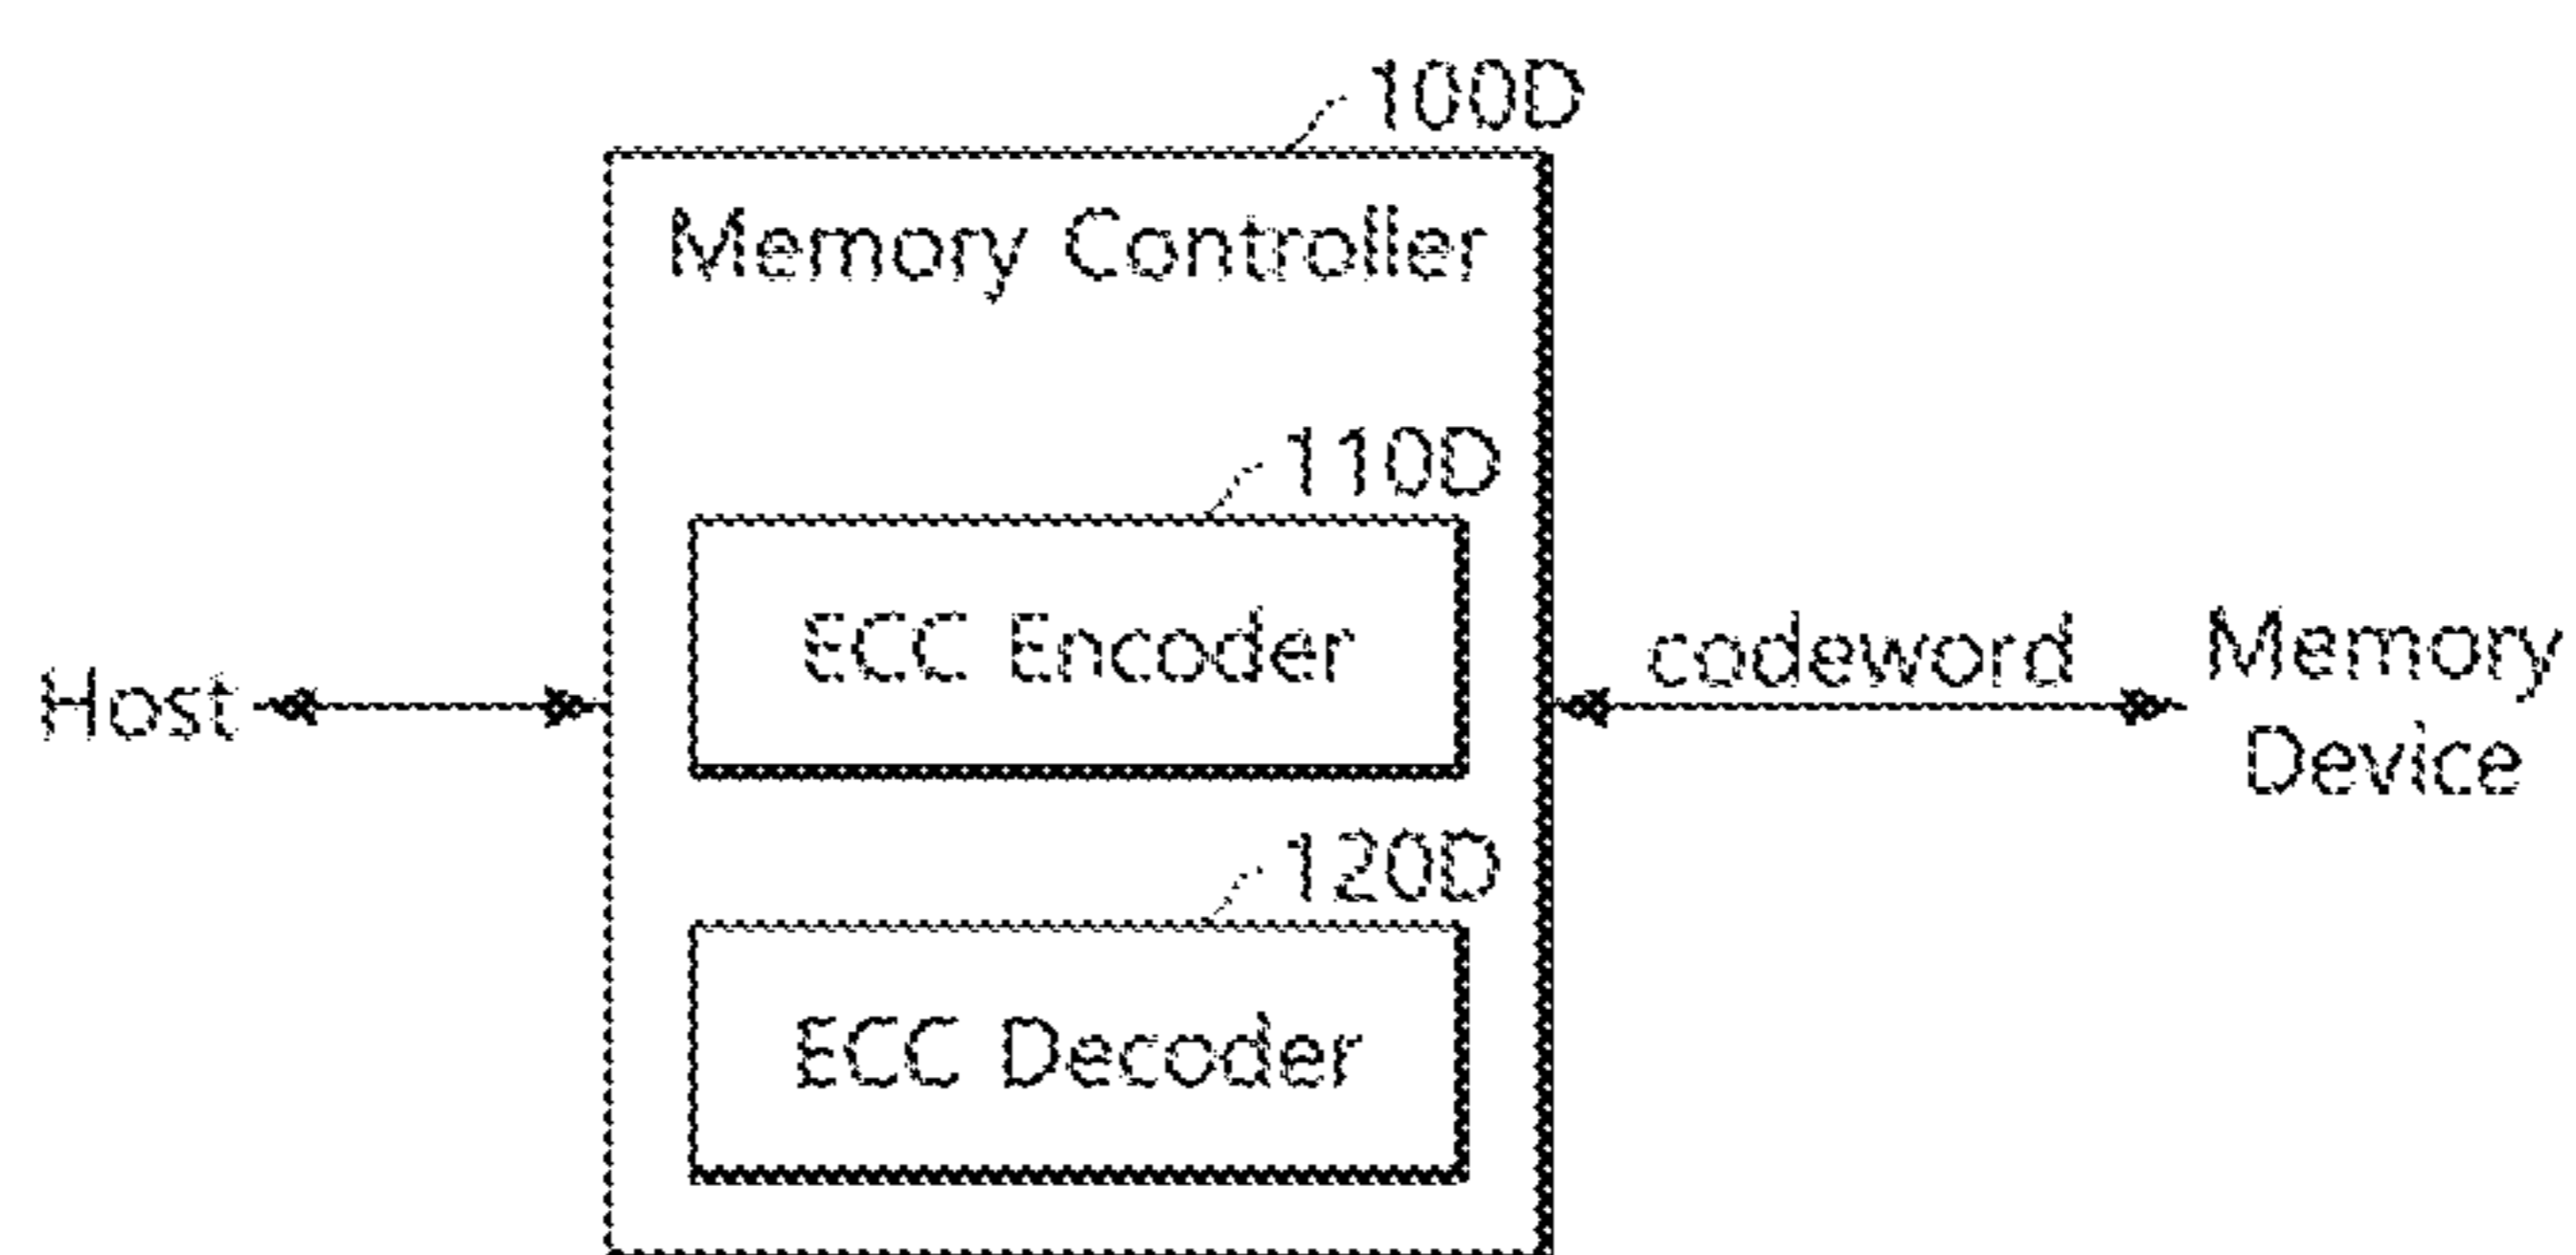 100D
Memory Controller
110D
ECC Encoder
Host
codeword
Memory
Device
120D
ECC Decoder